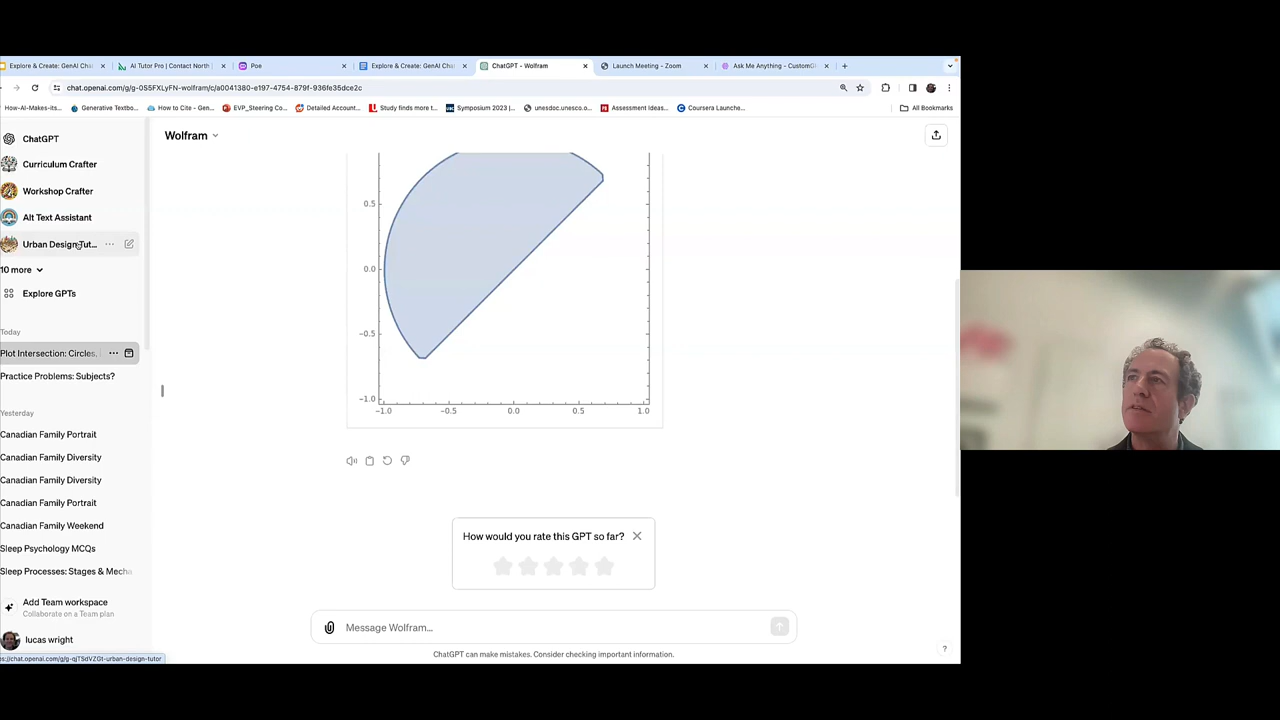 Explore & Create: GenAI Cha
AI Tutor Pro | Contact North
Poe
Explore & Create: GenAI Cha
ChatGPT - Wolfram
Launch Meeting - Zoom
Ask Me Anything - CustomG
chat.openai.com/g/g-0S5FXLyFN-wolfram/c/a0041380-e197-4754-879f-936fe35dce2c
How-AI-Makes-its...
Generative Textbo...
How to Cite - Gen...
EVP_Steering Co...
Detailed Account...
Study finds more t...
Symposium 2023 |...
unesdoc.unesco.o...
Assessment Ideas...
Coursera Launche...
All Bookmarks
ChatGPT
Curriculum Crafter
Workshop Crafter
Alt Text Assistant
Urban Design Tut...
10 more
Explore GPTs
Today
Plot Intersection: Circles,
Practice Problems: Subjects?
Yesterday
Canadian Family Portrait
Canadian Family Diversity
Canadian Family Diversity
Canadian Family Portrait
Canadian Family Weekend
Sleep Psychology MCQs
Sleep Processes: Stages & Mecha
Add Team workspace
Collaborate on a Team plan
lucas wright
s://chat.openai.com/g/g-qjTSdVZGt-urban-design-tutor
Wolfram
0.5
0.0
−0.5
−1.0
−1.0 −0.5 0.0 0.5 1.0
How would you rate this GPT so far?
Message Wolfram...
ChatGPT can make mistakes. Consider checking important information.
?